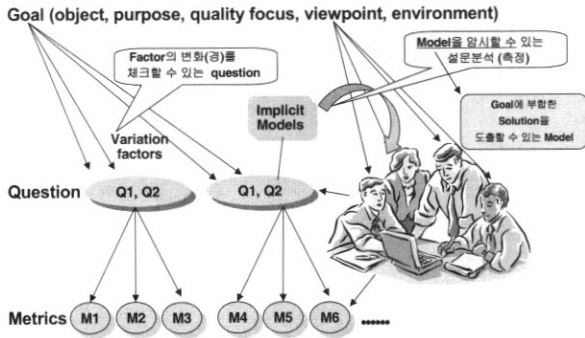 Goal (object, purpose, quality focus, viewpoint, environment)
Factor의 변화(경)를
체크할 수 있는 question
Model을 암시할 수 있는
설문분석 (측정)
Implicit
Models
Goal에 부합한
Solution을
도출할 수 있는 Model
Variation
factors
Question
Q1, Q2
Q1, Q2
Metrics
M1
M2
M3
M4
M5
M6
......